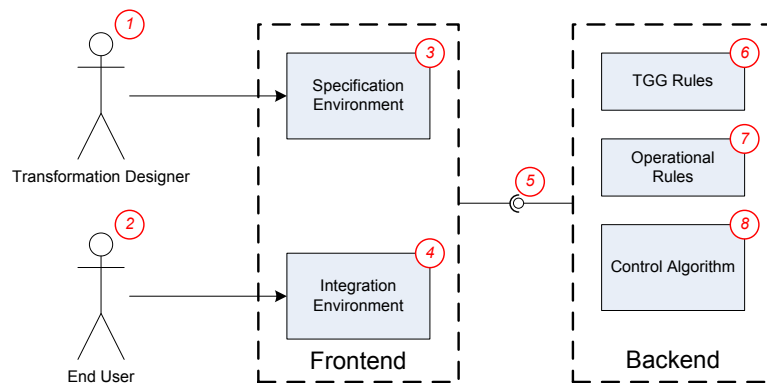 1
Transformation Designer
2
End User
3
Specification
Environment
4
Integration
Environment
Frontend
5
6
TGG Rules
7
Operational
Rules
8
Control Algorithm
Backend